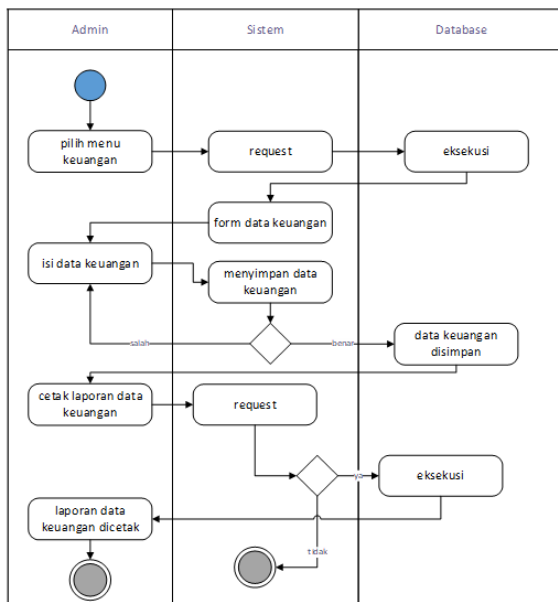 Admin
Sistem
Database
pilih menu
keuangan
request
eksekusi
form data keuangan
isi data keuangan
menyimpan data
keuangan
salah
benar
data keuangan
disimpan
cetak laporan data
keuangan
request
ya
eksekusi
laporan data
keuangan dicetak
tidak